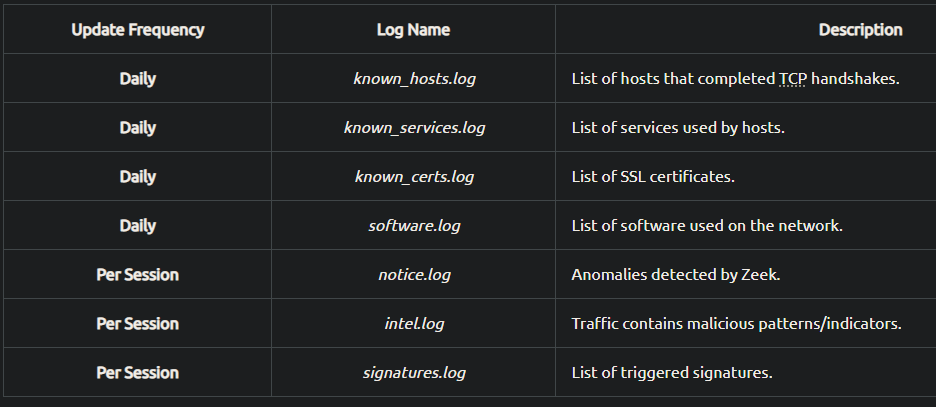 Update Frequency Log Name Description
Daily known_hosts.log List of hosts that completed TCP handshakes.
Daily known_services.log List of services used by hosts.
Daily known_certs.log List of SSL certificates.
Daily software.log List of software used on the network.
Per Session notice.log Anomalies detected by Zeek.
Per Session intel.log Traffic contains malicious patterns/indicators.
Per Session signatures.log List of triggered signatures.